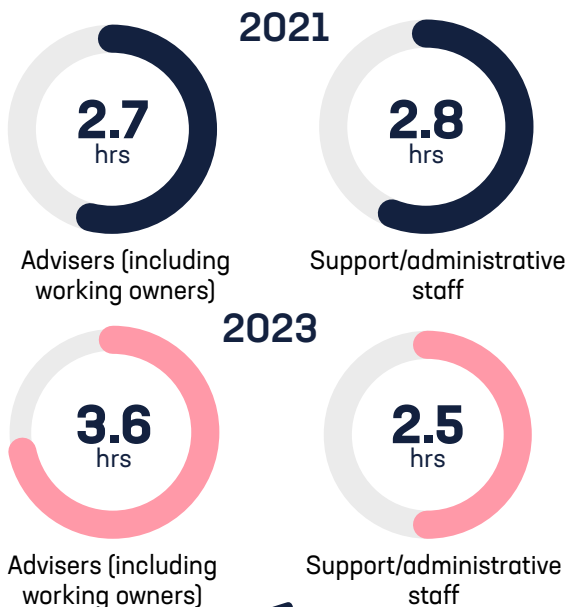 2021
2.7
hrs
2.8
hrs
Advisers (including
working owners)
Support/administrative
staff
2023
3.6
hrs
2.5
hrs
Advisers (including
working owners)
Support/administrative
staff